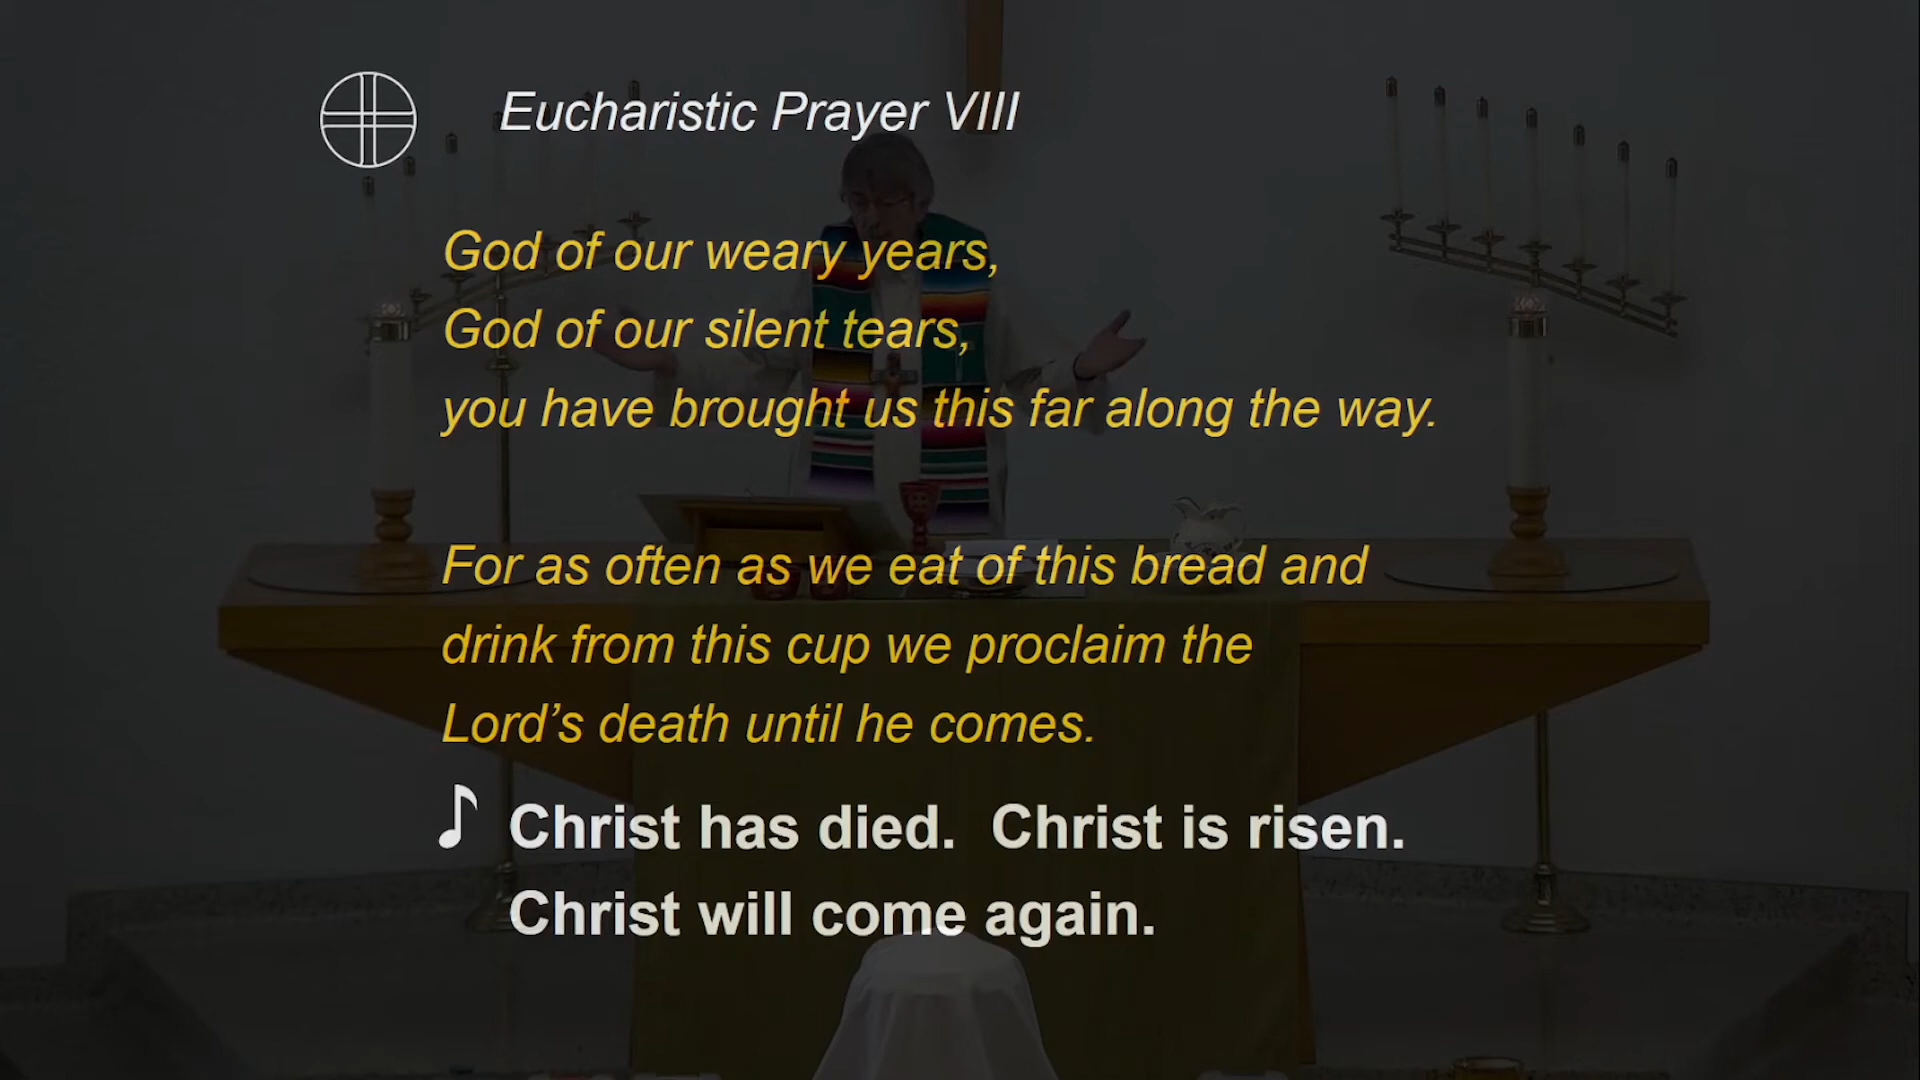 Eucharistic Prayer VIII
God of our weary years,
God of our silent tears,
you have brought us this far along the way.
For as often as we eat of this bread and
drink from this cup we proclaim the
Lord’s death until he comes.
Christ has died.  Christ is risen.
Christ will come again.